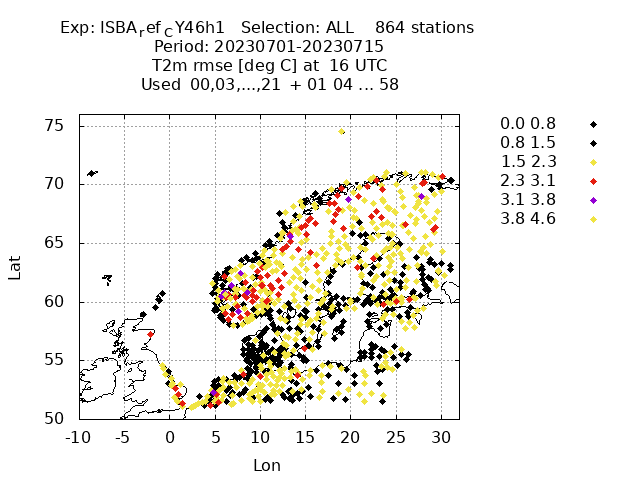 Exp: ISBArefCY46h1 Selection: ALL 864 stations
Period: 20230701-20230715
T2m rmse [deg C] at 16 UTC
Used 00,03,...,21 + 01 04 ... 58
0.0 0.8
0.8 1.5
1.5 2.3
2.3 3.1
3.1 3.8
3.8 4.6
Lat
75
70
65
60
55
50
-10 -5 0 5 10 15 20 25 30
Lon